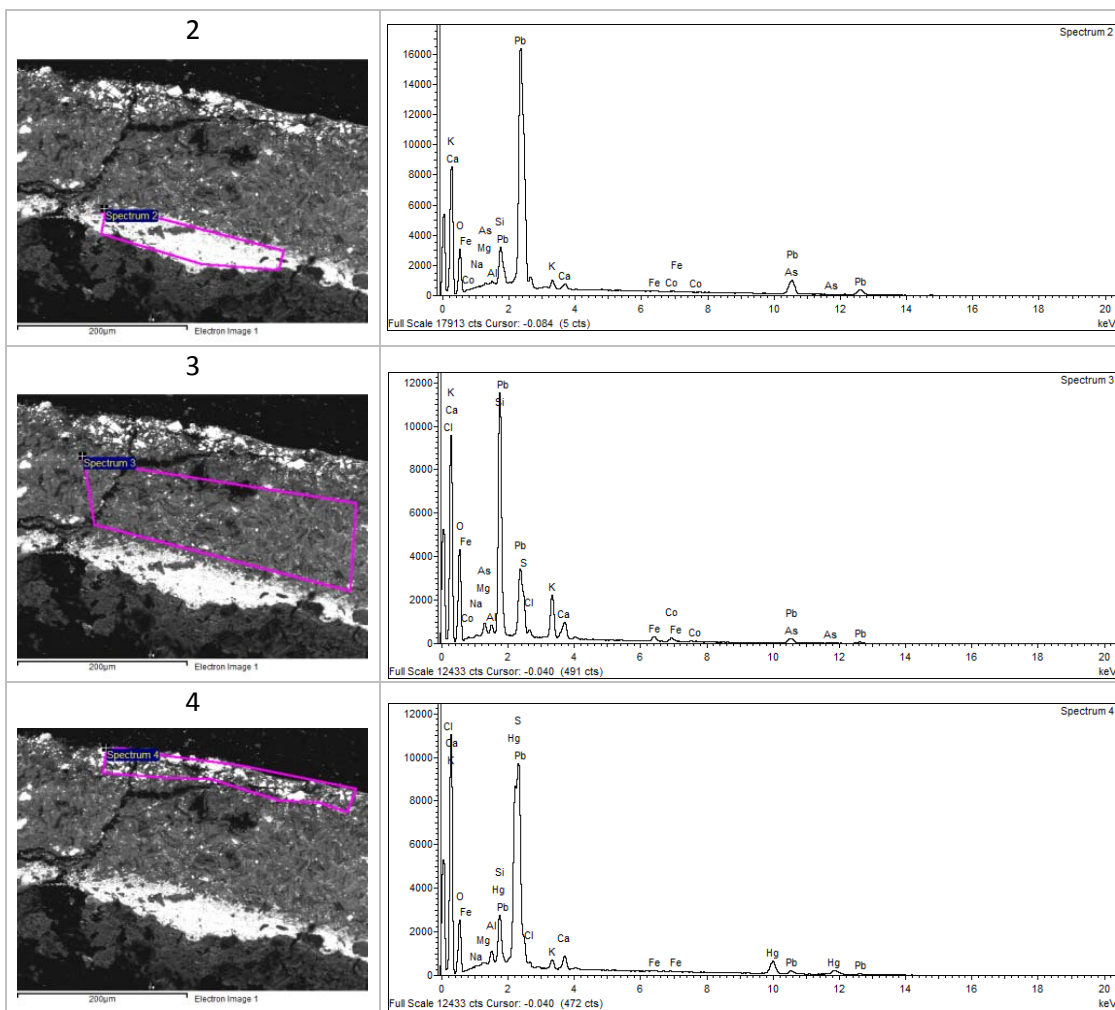 2
Spectrum 2
200µm Electron Image 1
Spectrum 2
16000
14000
12000
10000
8000
6000
4000
2000
0
Pb
K
Ca
O
Fe
Co
Na
Mg
As
Al
Si
Pb
K
Ca
Fe
Co
Fe
Co
Pb
As
As
Pb
0 2 4 6 8 10 12 14 16 18 20
Full Scale 17913 cts Cursor: -0.084 (5 cts) keV
3
Spectrum 3
200µm Electron Image 1
Spectrum 3
12000
10000
8000
6000
4000
2000
0
K
Ca
Cl
O
Fe
Co
Na
Mg
As
Al
Pb
Si
Pb
S
Cl
K
Ca
Fe
Co
Fe
Co
Pb
As
As
Pb
0 2 4 6 8 10 12 14 16 18 20
Full Scale 12433 cts Cursor: -0.040 (491 cts) keV
4
Spectrum 4
200µm Electron Image 1
Spectrum 4
12000
10000
8000
6000
4000
2000
0
Cl
Ca
K
O
Fe
Na
Mg
Al
Si
Hg
Pb
S
Hg
Pb
Cl
K
Ca
Fe
Fe
Hg
Pb
Hg
Pb
0 2 4 6 8 10 12 14 16 18 20
Full Scale 12433 cts Cursor: -0.040 (472 cts) keV